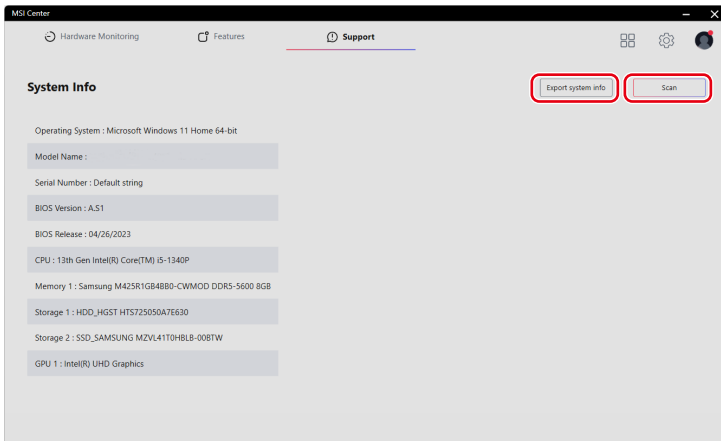 MSI Center
Hardware Monitoring
Features
Support
System Info
Export system info
Scan
Operating System : Microsoft Windows 11 Home 64-bit
Model Name :
Serial Number : Default string
BIOS Version : A.S1
BIOS Release : 04/26/2023
CPU : 13th Gen Intel(R) Core(TM) i5-1340P
Memory 1 : Samsung M425R1GB4BB0-CWMOD DDR5-5600 8GB
Storage 1 : HDD_HGST HTS725050A7E630
Storage 2 : SSD_SAMSUNG MZVL41T0HBLB-00BTW
GPU 1 : Intel(R) UHD Graphics